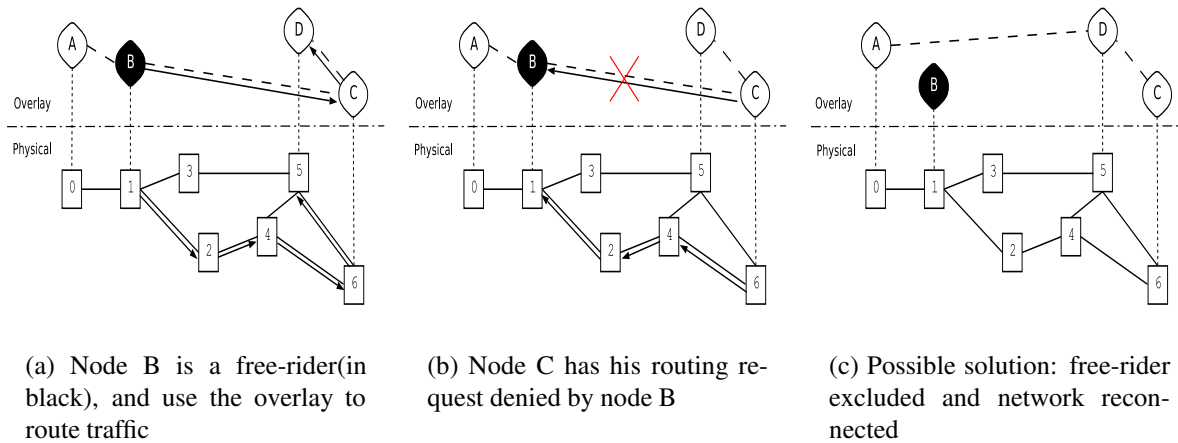 A
B
D
C
Overlay
Physical
0
1
3
5
2
4
6
A
B
D
C
Overlay
Physical
0
1
3
5
2
4
6
A
B
D
C
Overlay
Physical
0
1
3
5
2
4
6
(a) Node B is a free-rider(in
black), and use the overlay to
route traffic
(b) Node C has his routing re-
quest denied by node B
(c) Possible solution: free-rider
excluded and network recon-
nected